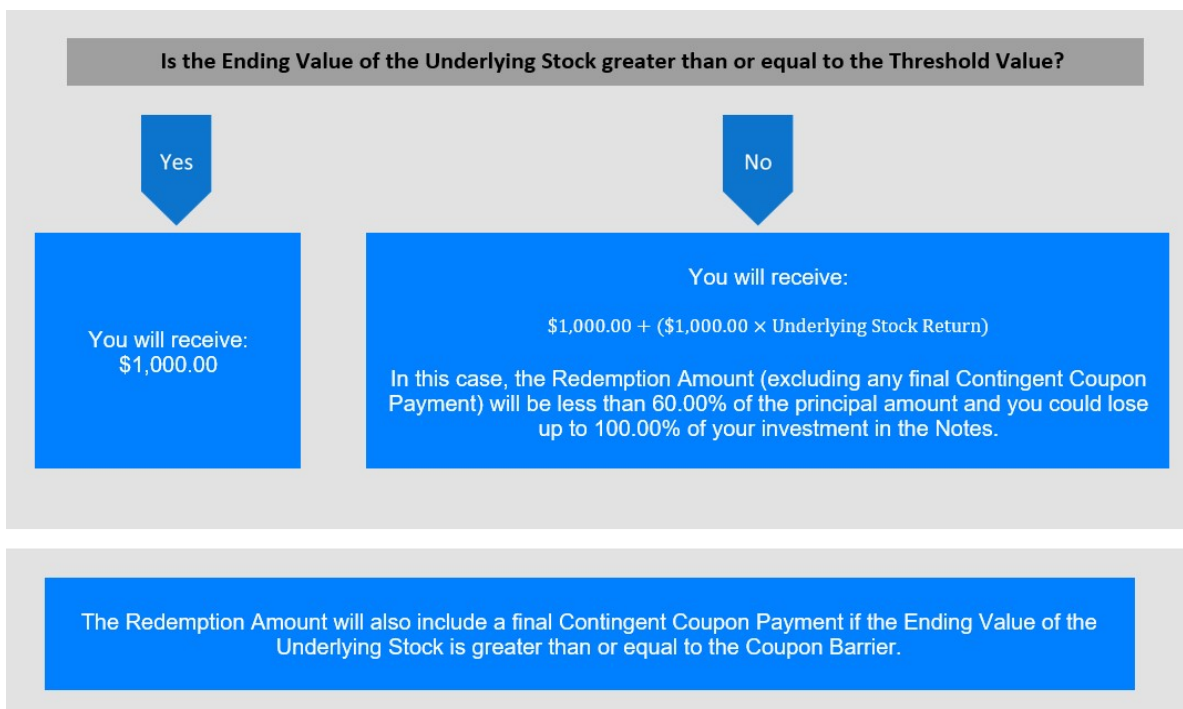 Is the Ending Value of the Underlying Stock greater than or equal to the Threshold Value?
Yes
No
You will receive:
$1,000.00
You will receive:
$1,000.00 + ($1,000.00 × Underlying Stock Return)
In this case, the Redemption Amount (excluding any final Contingent Coupon
Payment) will be less than 60.00% of the principal amount and you could lose
up to 100.00% of your investment in the Notes.
The Redemption Amount will also include a final Contingent Coupon Payment if the Ending Value of the
Underlying Stock is greater than or equal to the Coupon Barrier.